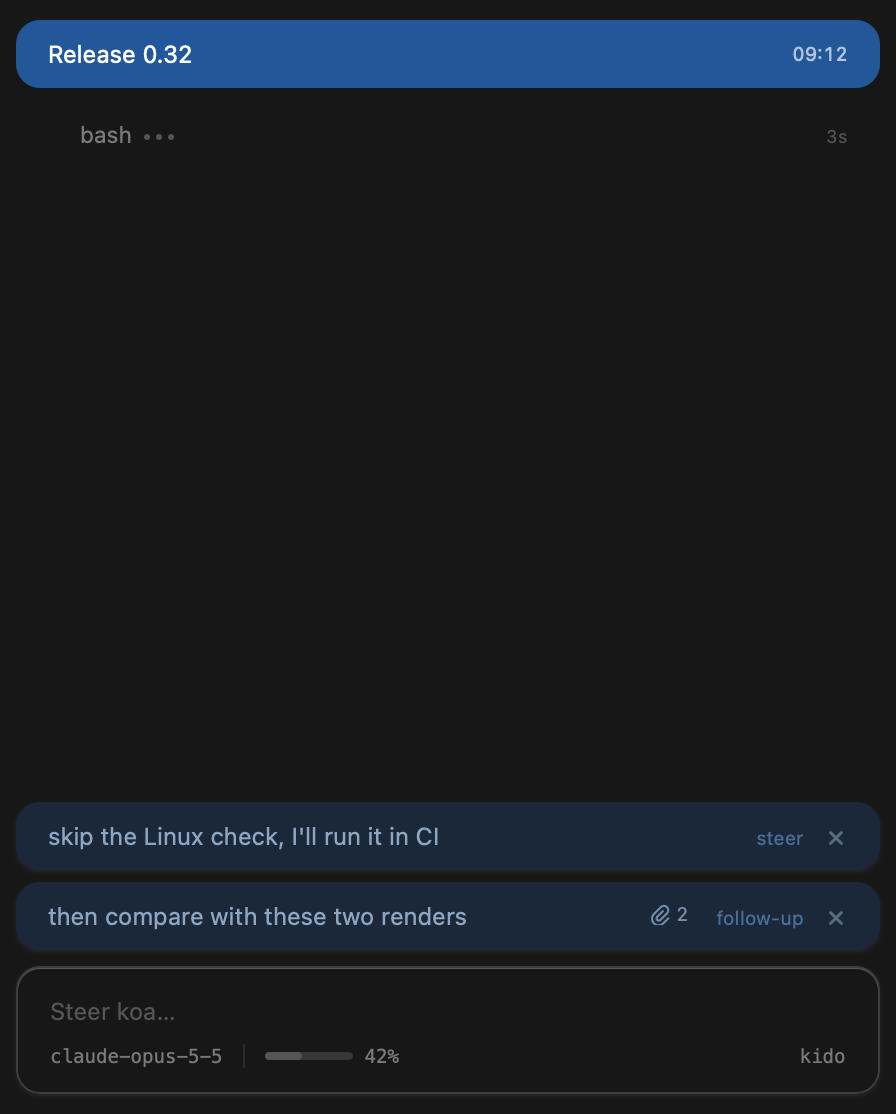 Release 0.32 09:12
bash ••• 3s
skip the Linux check, I'll run it in CI steer ×
then compare with these two renders 2 follow-up ×
Steer koa...
claude-opus-5-5 42% kido